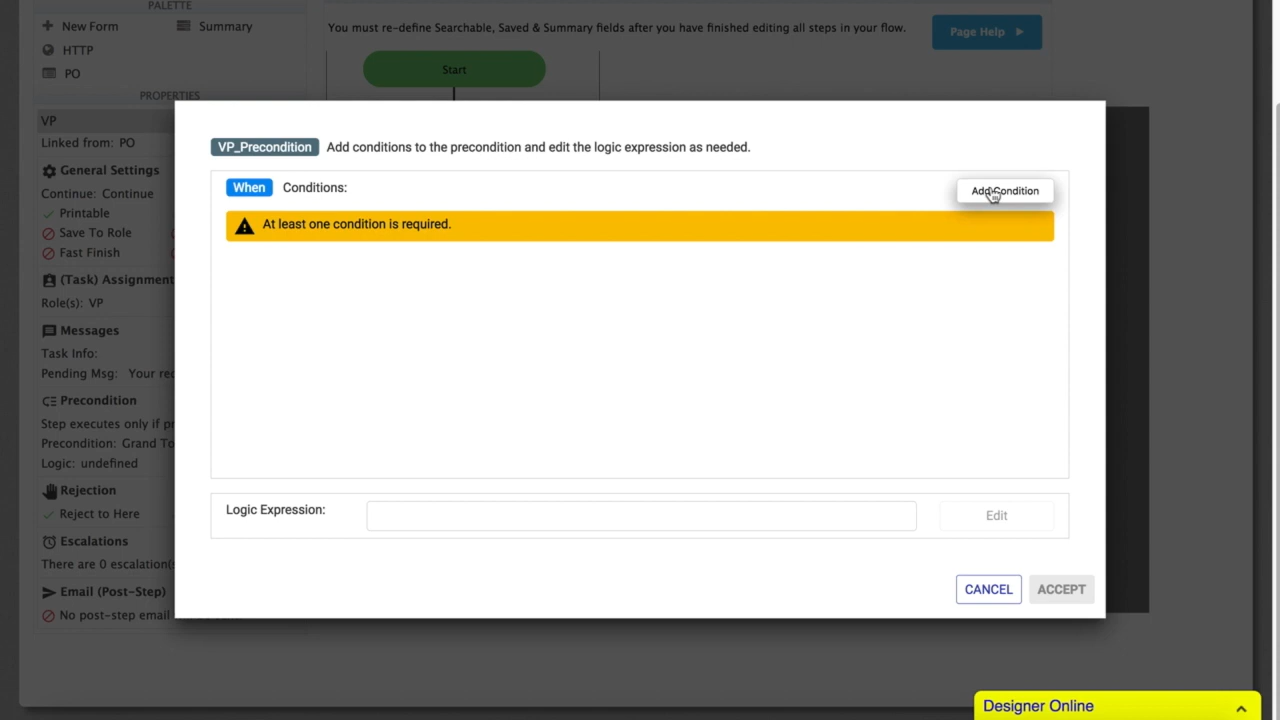 PALETTE
New Form
Summary
HTTP
PO
PROPERTIES
VP
Linked from: PO
General Settings
Continue: Continue
Printable
Save To Role
Fast Finish
(Task) Assignment
Role(s): VP
Messages
Task Info:
Pending Msg: Your
Precondition
Step executes only if
Precondition: Grand
Logic: undefined
Rejection
Reject to Here
Escalations
There are 0
Email (Post-Step)
No post-step email
You must re-define Searchable, Saved & Summary fields after you have finished editing all steps in your flow.
Page Help
Start
VP_Precondition Add conditions to the precondition and edit the logic expression as needed.
When Conditions:
Add Condition
At least one condition is required.
Logic Expression:
Edit
CANCEL
ACCEPT
Designer Online